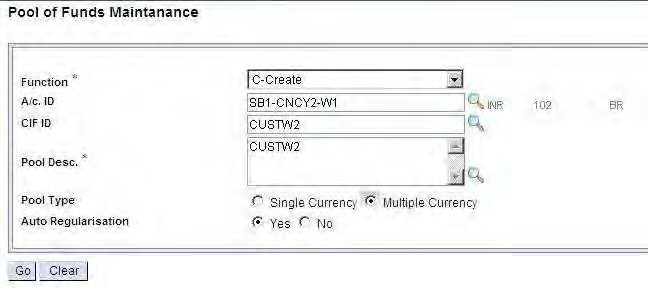 Pool of Funds Maintanance
Function * C-Create
A/c. ID SB1-CNCY2-W1 INR 102 BR
CIF ID CUSTW2
Pool Desc. * CUSTW2
Pool Type Single Currency Multiple Currency
Auto Regularisation Yes No
Go Clear